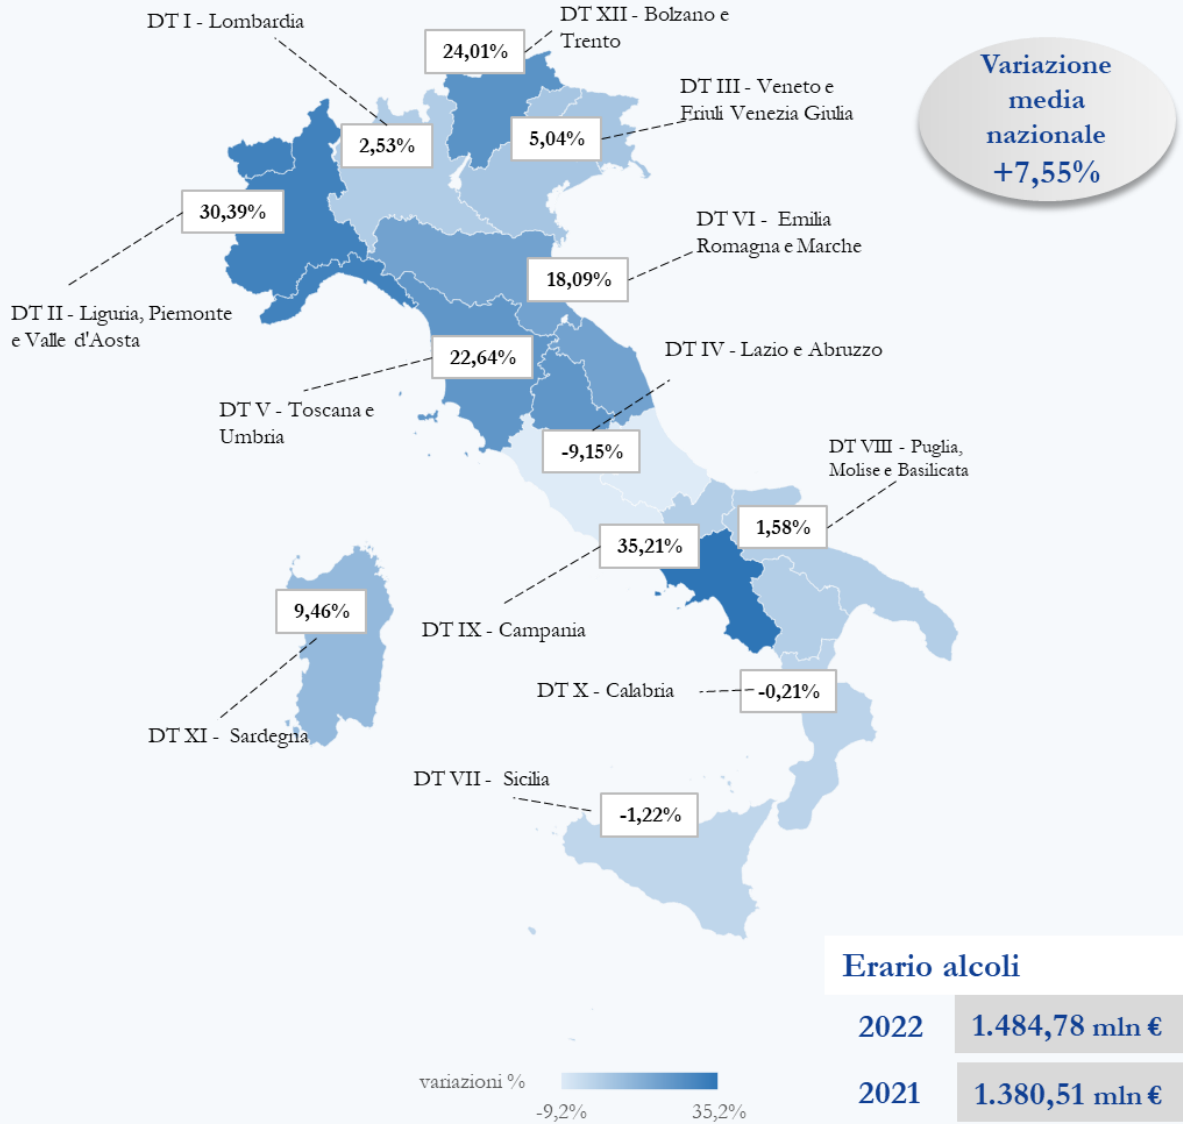 DT I - Lombardia
DT XII - Bolzano e
Trento
24,01%
Variazione
media
nazionale
+7,55%
DT III - Veneto e
Friuli Venezia Giulia
2,53%
5,04%
30,39%
DT VI - Emilia
Romagna e Marche
18,09%
DT II - Liguria, Piemonte
e Valle d'Aosta
22,64%
DT IV - Lazio e Abruzzo
DT V - Toscana e
Umbria
-9,15%
DT VIII - Puglia,
Molise e Basilicata
1,58%
35,21%
9,46%
DT IX - Campania
DT X - Calabria
-0,21%
DT XI - Sardegna
DT VII - Sicilia
-1,22%
Erario alcoli
2022
1.484,78 mln €
2021
1.380,51 mln €
variazioni %
-9,2%
35,2%